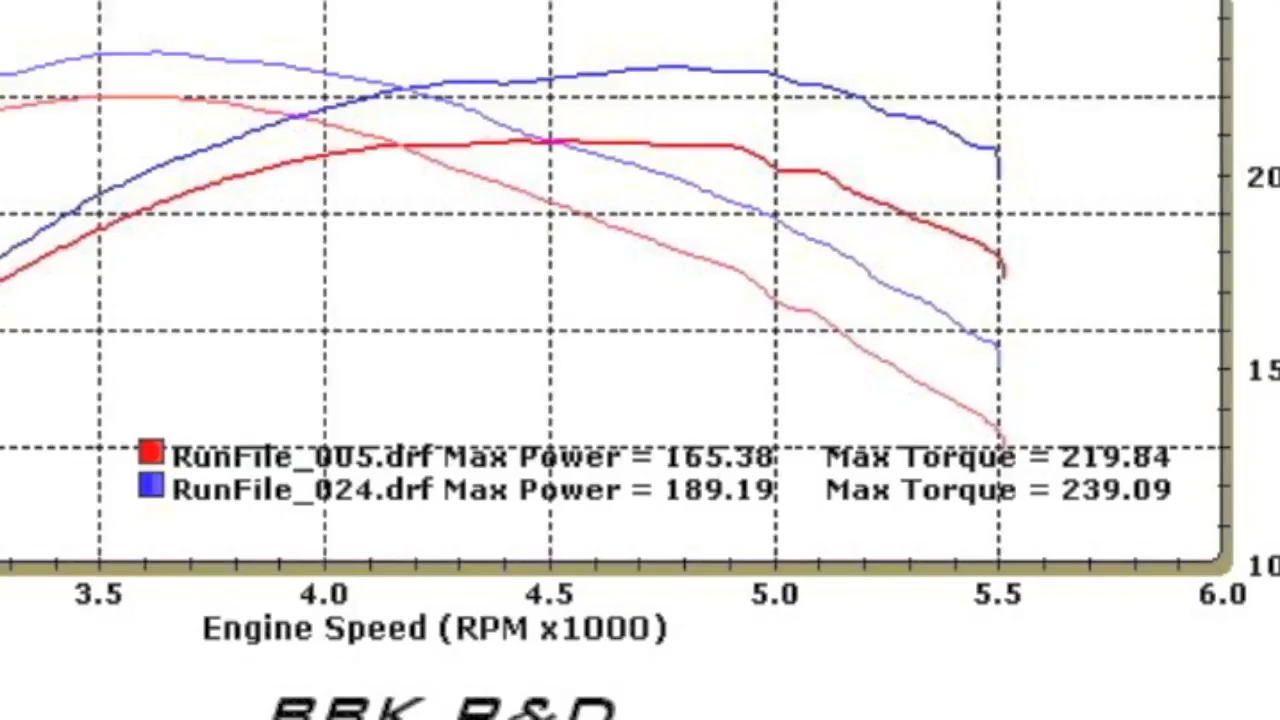 20
15
RunFile_005.drf Max Power = 165.38 Max Torque = 219.84
RunFile_024.drf Max Power = 189.19 Max Torque = 239.09
10
3.5 4.0 4.5 5.0 5.5 6.0
Engine Speed (RPM x1000)
BBK R&D